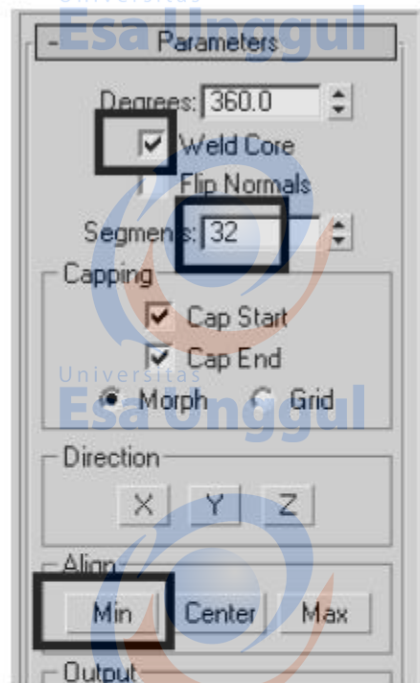 Universitas
Esa Unggul
- Parameters
Degrees: 360.0
Weld Core
Flip Normals
Segments: 32
Capping
Cap Start
Cap End
Universitas
Esa Unggul
Morph Grid
Direction
X Y Z
Align
Min Center Max
Output